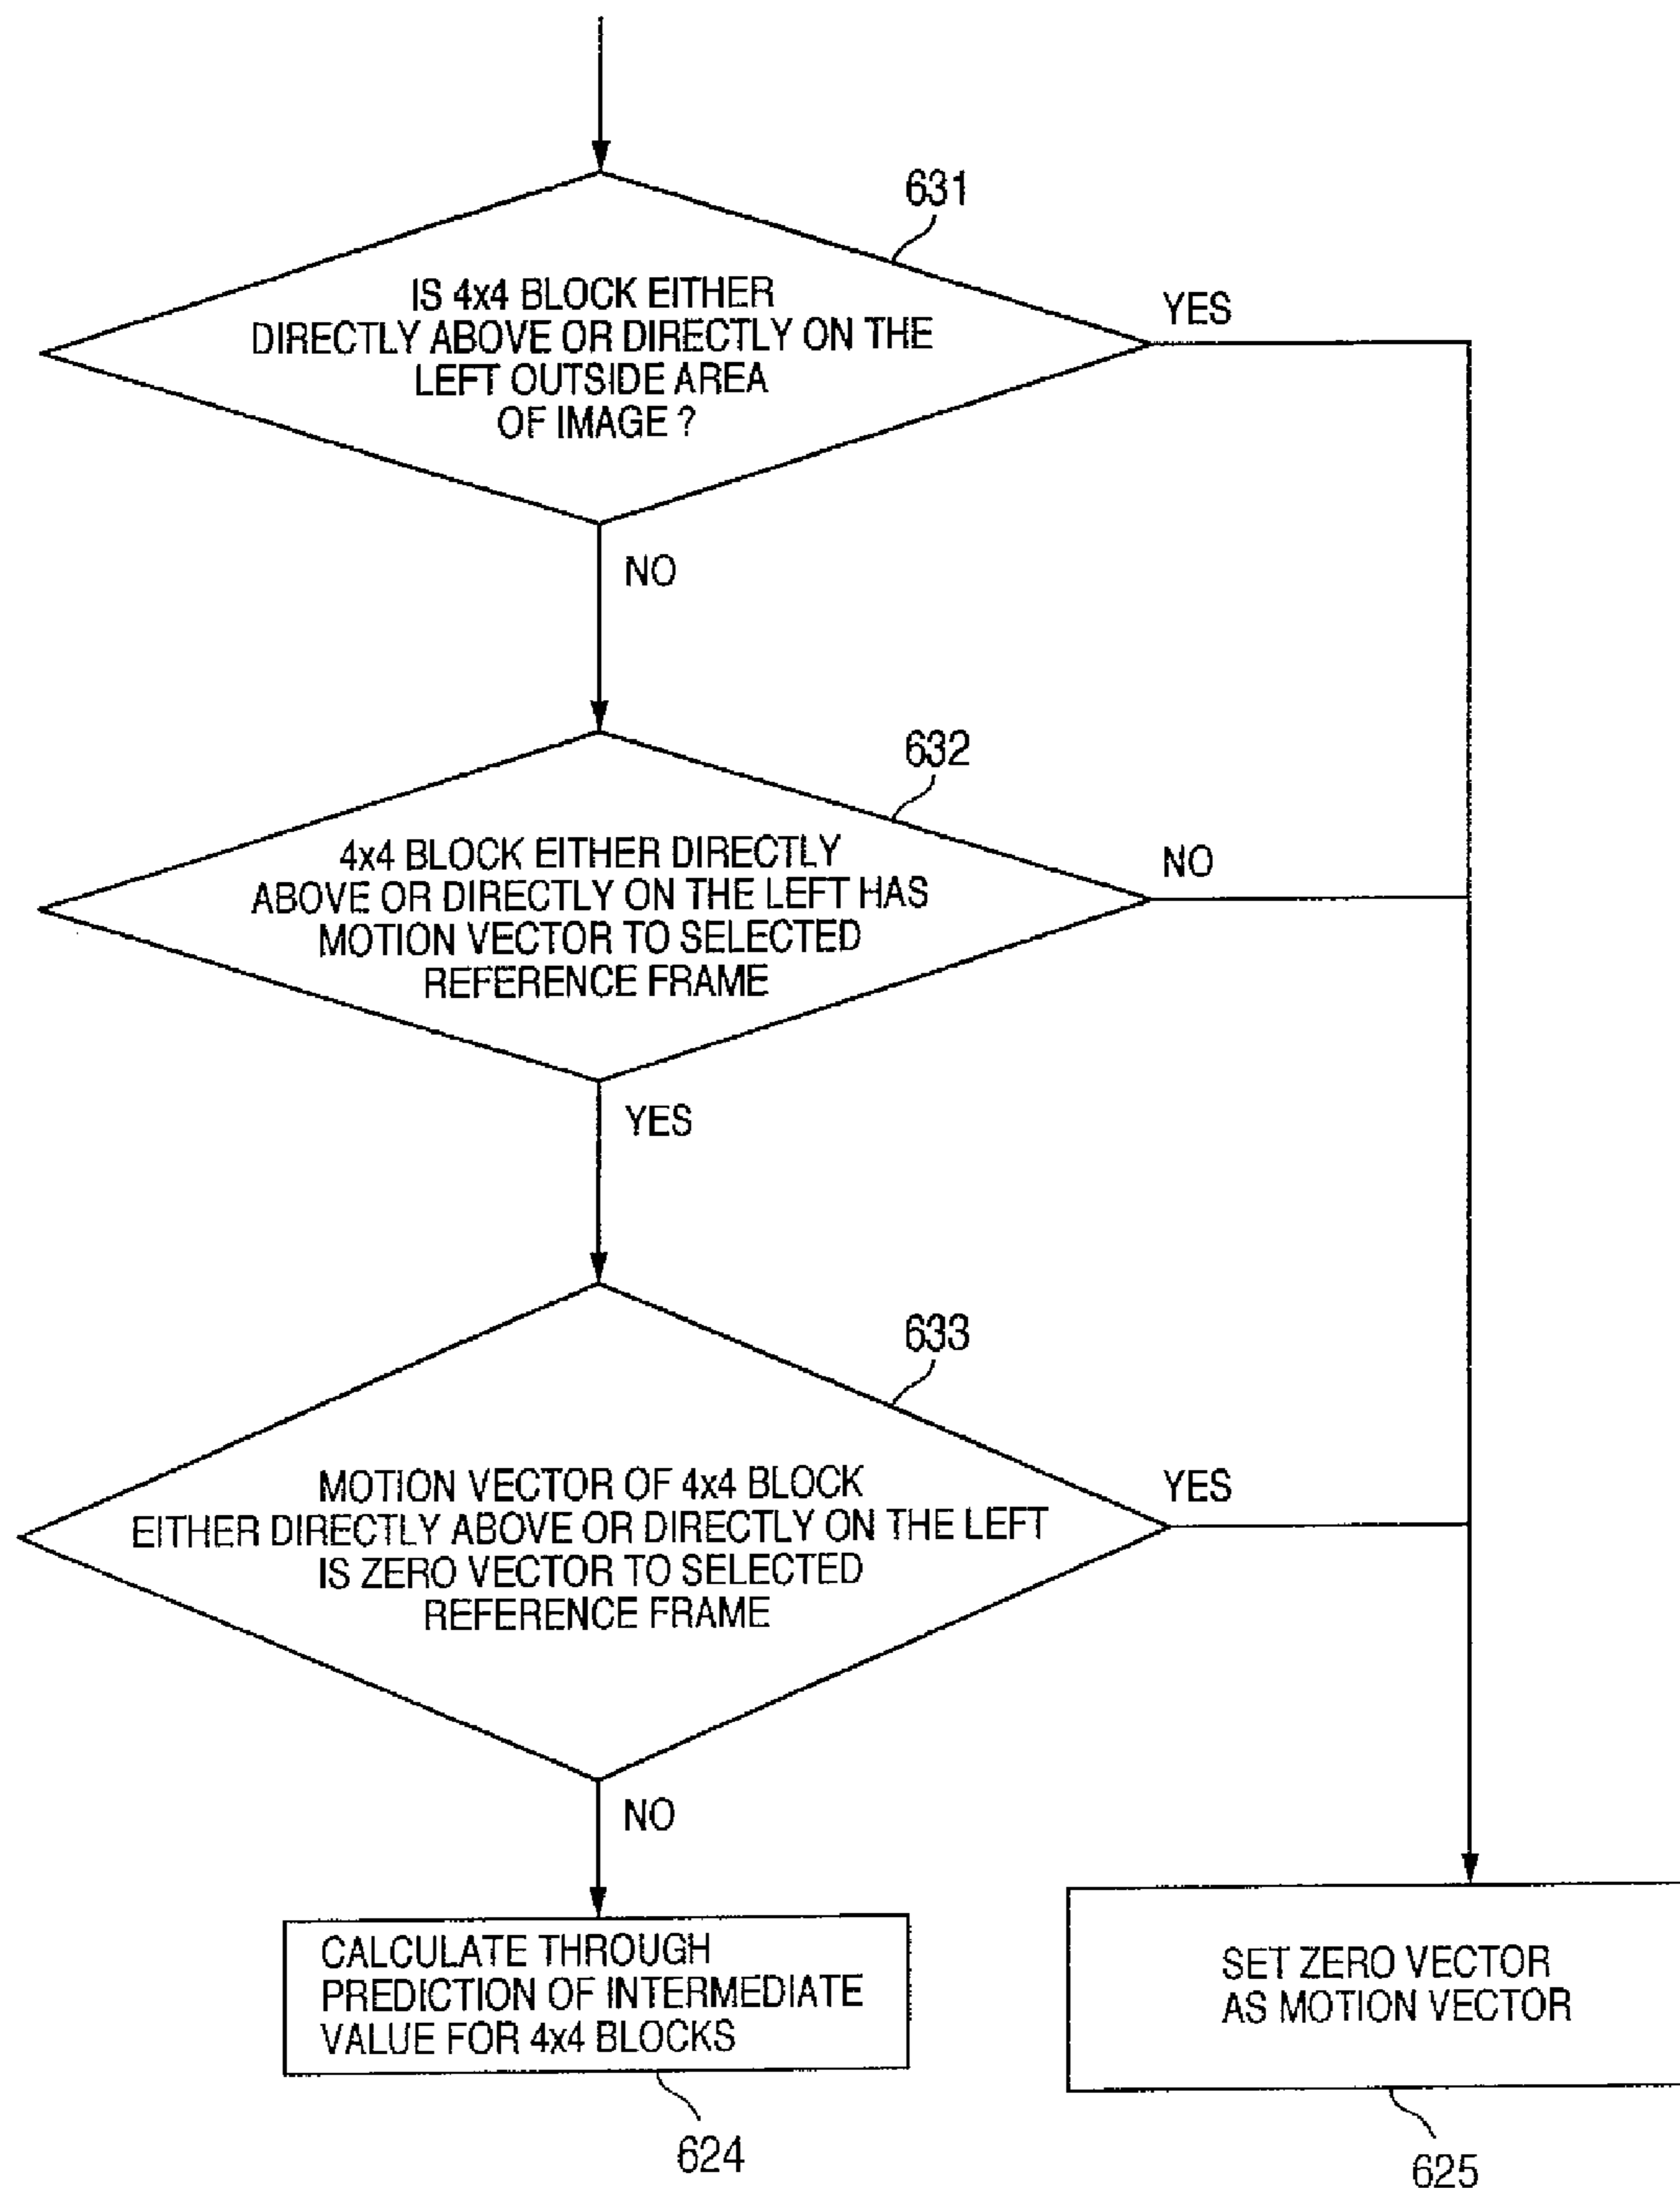 631
IS 4x4 BLOCK EITHER
DIRECTLY ABOVE OR DIRECTLY ON THE
LEFT OUTSIDE AREA
OF IMAGE ?
YES
NO
632
4x4 BLOCK EITHER DIRECTLY
ABOVE OR DIRECTLY ON THE LEFT HAS
MOTION VECTOR TO SELECTED
REFERENCE FRAME
NO
YES
633
MOTION VECTOR OF 4x4 BLOCK
EITHER DIRECTLY ABOVE OR DIRECTLY ON THE LEFT
IS ZERO VECTOR TO SELECTED
REFERENCE FRAME
YES
NO
CALCULATE THROUGH
PREDICTION OF INTERMEDIATE
VALUE FOR 4x4 BLOCKS
624
SET ZERO VECTOR
AS MOTION VECTOR
625